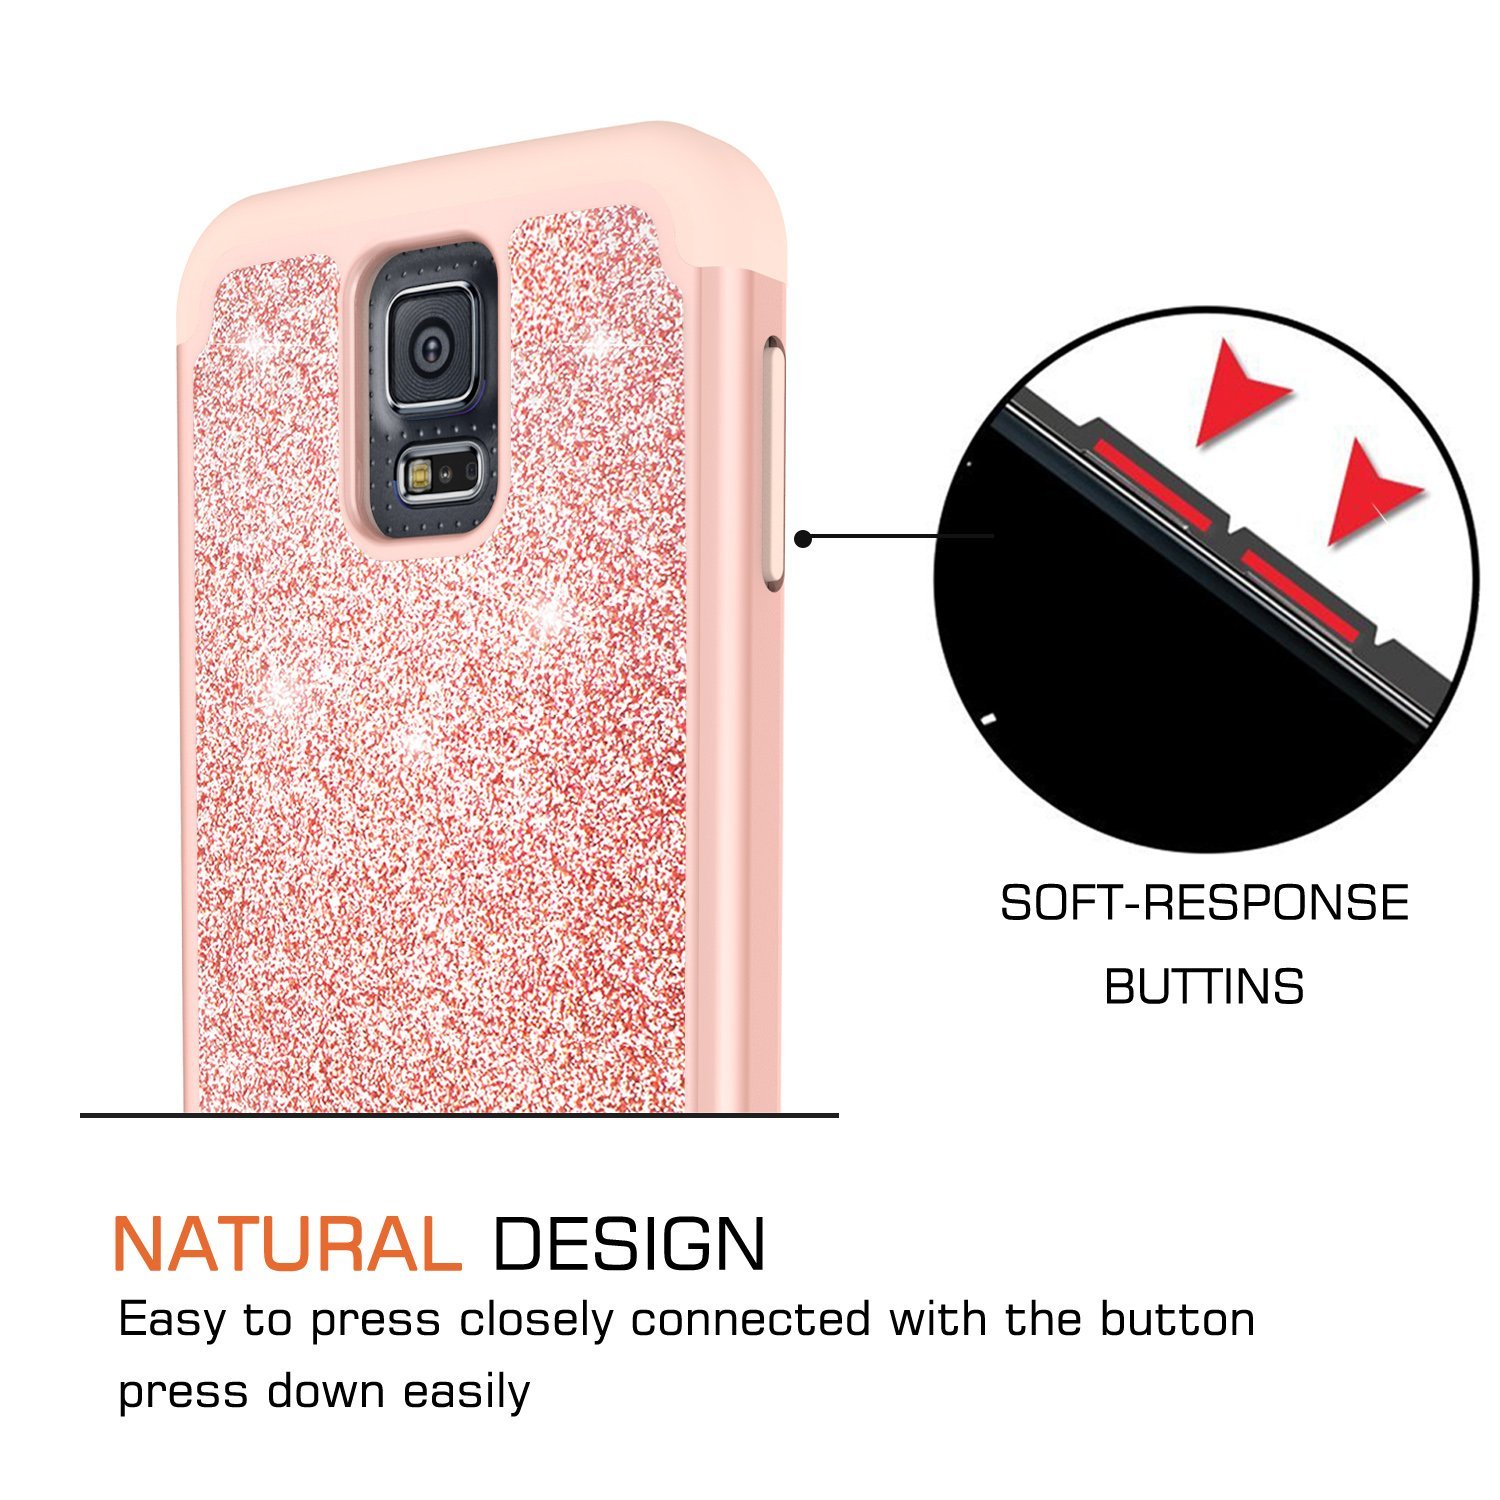 SOFT-RESPONSE
BUTTINS
NATURAL DESIGN
Easy to press closely connected with the button
press down easily